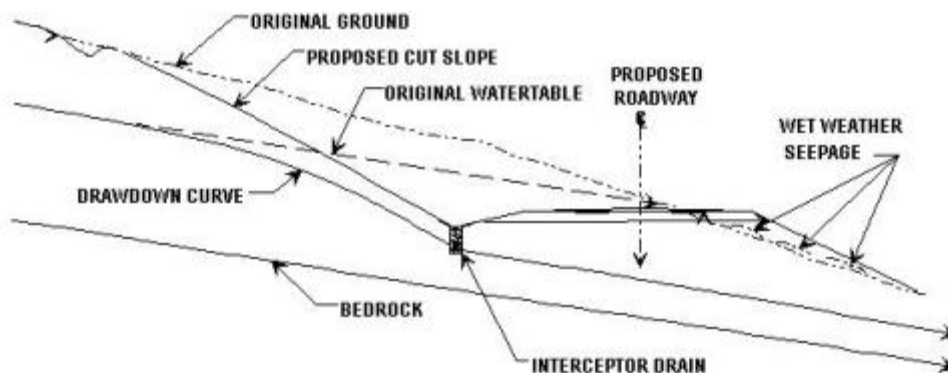 ORIGINAL GROUND
PROPOSED CUT SLOPE
ORIGINAL WATERTABLE
PROPOSED
ROADWAY
℄
WET WEATHER
SEEPAGE
DRAWDOWN CURVE
BEDROCK
INTERCEPTOR DRAIN